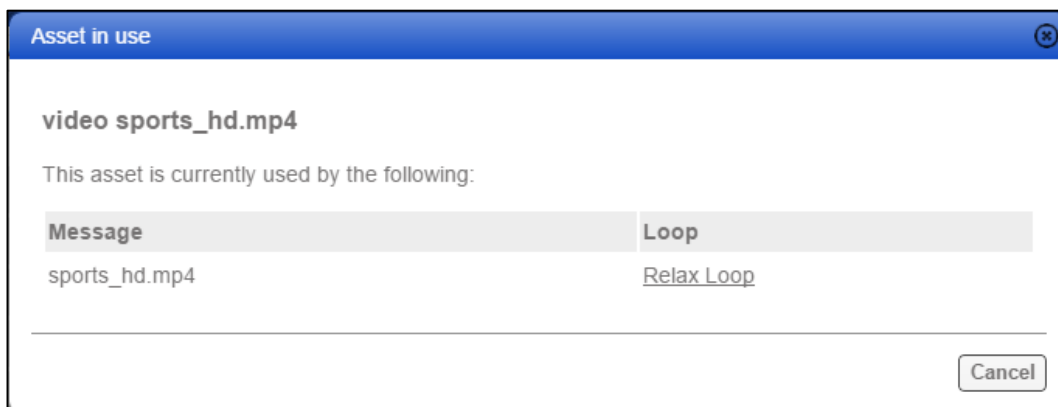 Asset in use
video sports_hd.mp4
This asset is currently used by the following:
Message Loop
sports_hd.mp4 Relax Loop
Cancel